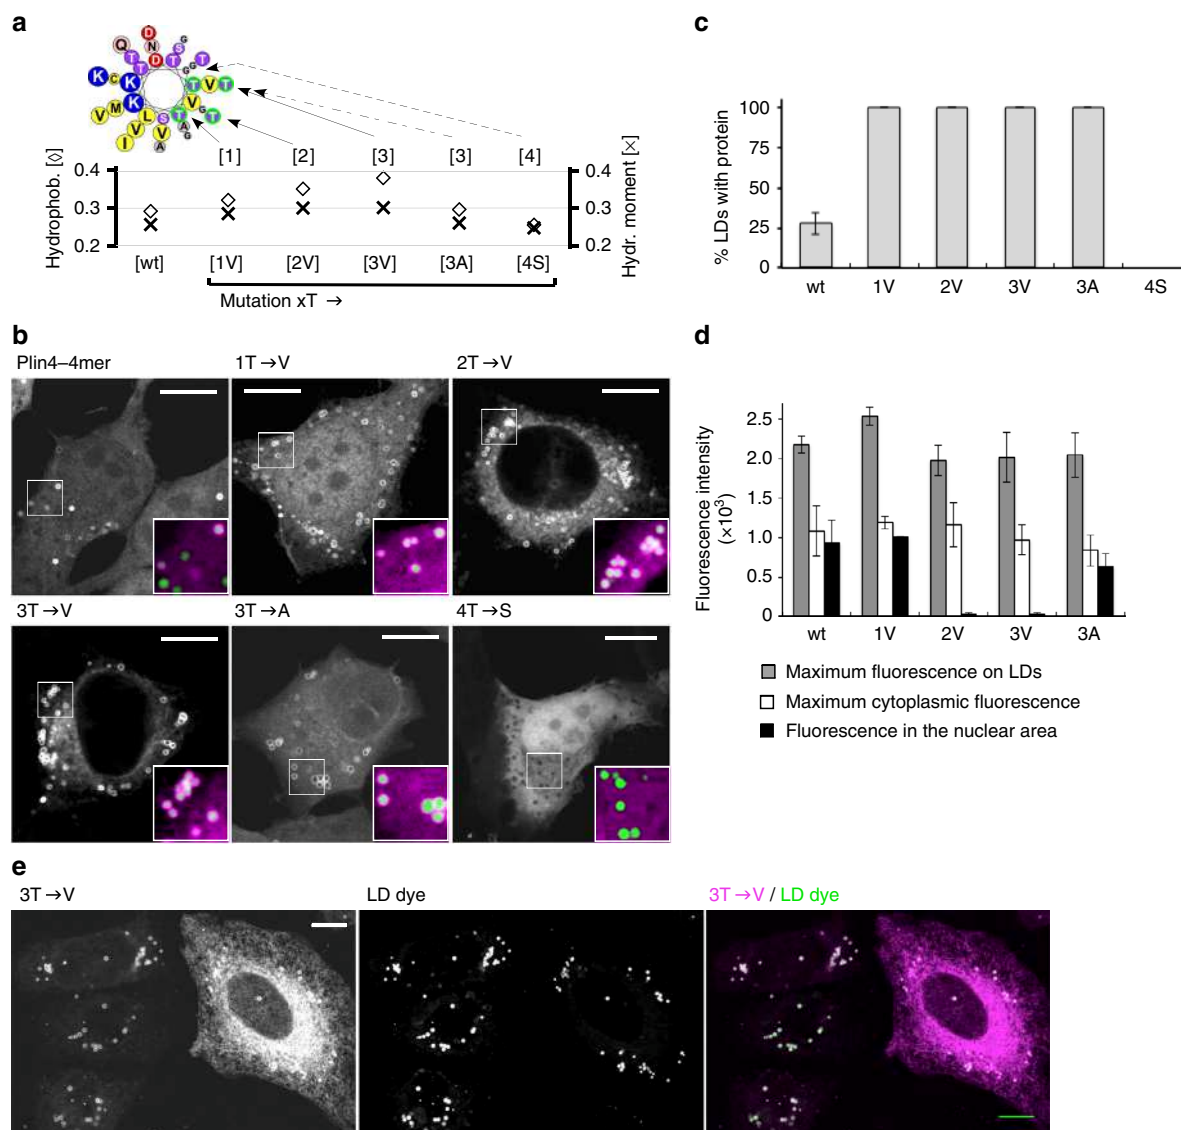 a
D
Q N S G
T T D T G T
K C K T V T
K V G
V M L S T T
V V A G
I A
[1] [2] [3] [3] [4]
Hydrophob. [◊]
0.4 0.4
0.3 0.3
0.2 0.2
Hydr. moment [×]
[wt] [1V] [2V] [3V] [3A] [4S]
Mutation xT →
b
Plin4–4mer 1T→V 2T→V
3T→V 3T→A 4T→S
c
% LDs with protein
100
75
50
25
0
wt 1V 2V 3V 3A 4S
d
Fluorescence intensity
(×10³)
2.5
2.0
1.5
1.0
0.5
0
wt 1V 2V 3V 3A
Maximum fluorescence on LDs
Maximum cytoplasmic fluorescence
Fluorescence in the nuclear area
e
3T→V LD dye 3T→V / LD dye